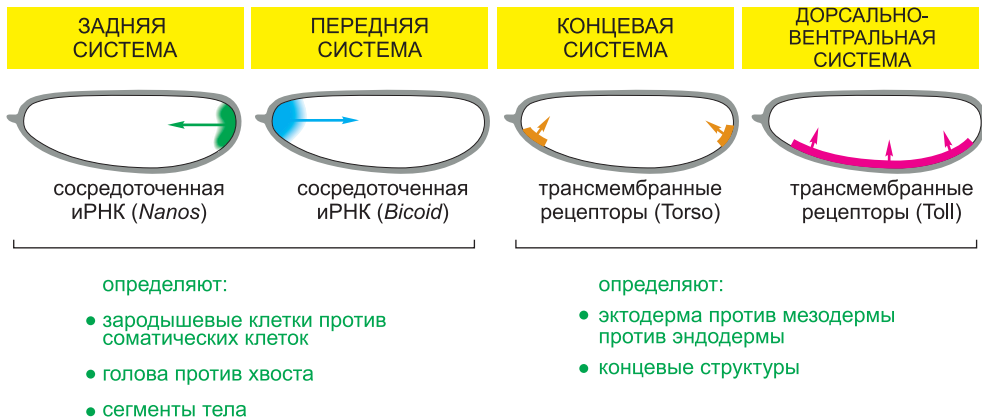 ЗАДНЯЯ
СИСТЕМА
ПЕРЕДНЯЯ
СИСТЕМА
КОНЦЕВАЯ
СИСТЕМА
ДОРСАЛЬНО-
ВЕНТРАЛЬНАЯ
СИСТЕМА
сосредоточенная
иРНК (Nanos)
сосредоточенная
иРНК (Bicoid)
трансмембранные
рецепторы (Torso)
трансмембранные
рецепторы (Toll)
определяют:
• зародышевые клетки против
соматических клеток
• голова против хвоста
• сегменты тела
определяют:
• эктодерма против мезодермы
против эндодермы
• концевые структуры